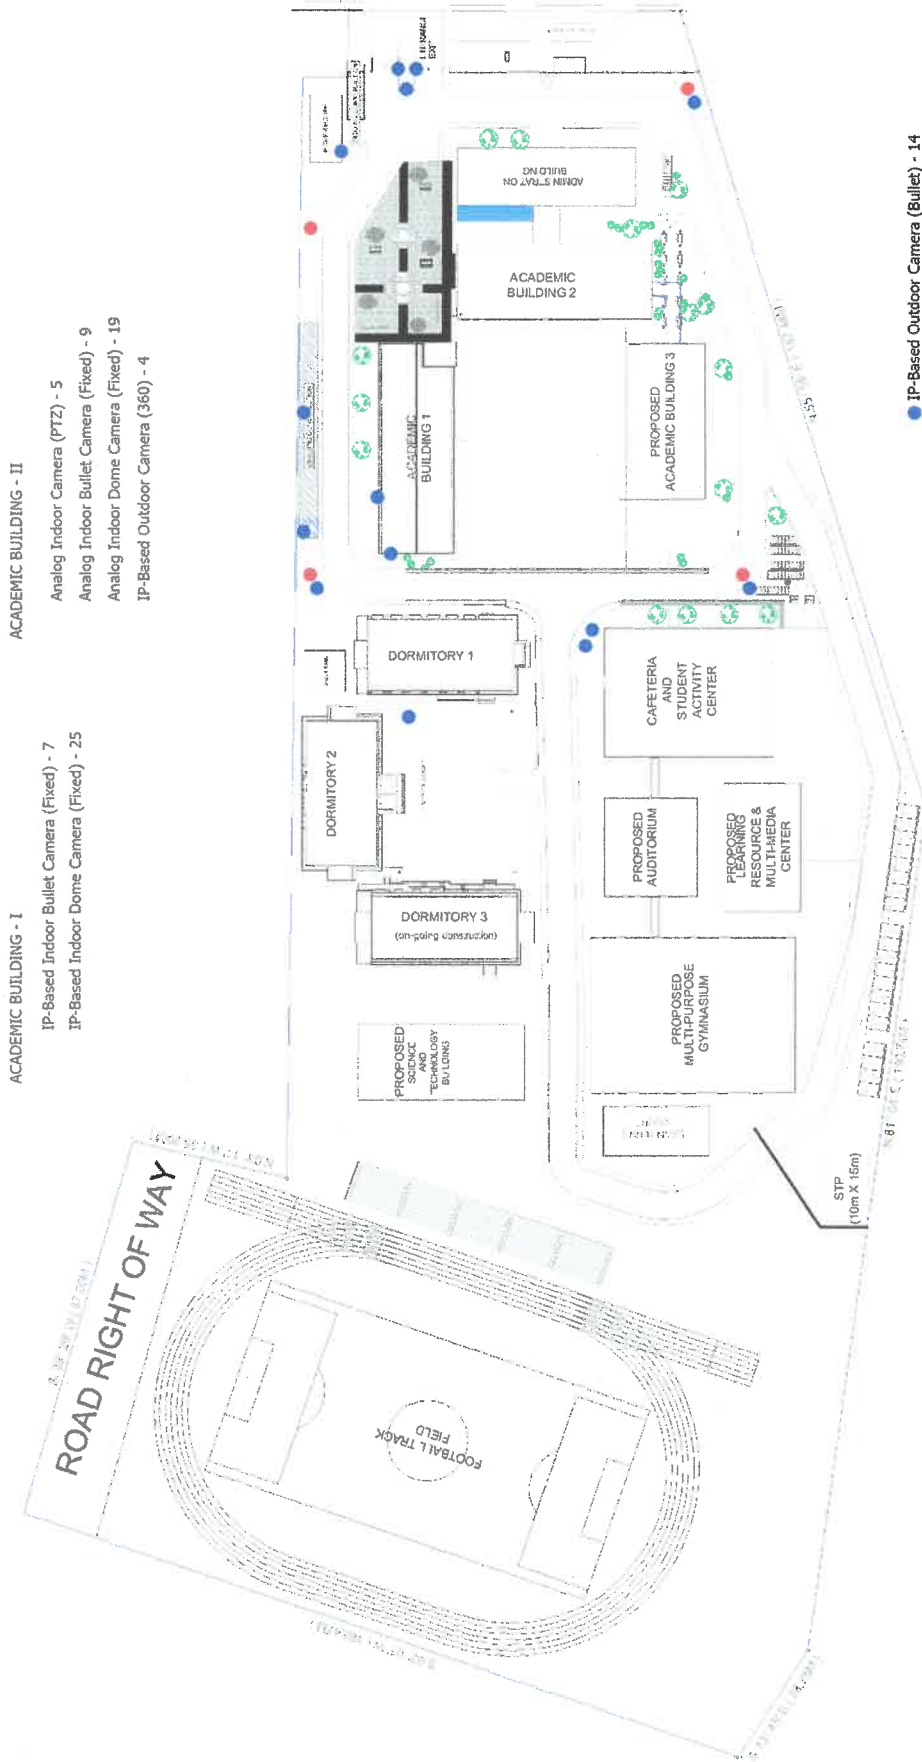 ACADEMIC BUILDING - I
IP-Based Indoor Bullet Camera (Fixed) - 7
IP-Based Indoor Dome Camera (Fixed) - 25
ACADEMIC BUILDING - II
Analog Indoor Camera (PTZ) - 5
Analog Indoor Bullet Camera (Fixed) - 9
Analog Indoor Dome Camera (Fixed) - 19
IP-Based Outdoor Camera (360) - 4
ROAD RIGHT OF WAY
FOOTBALL TRACK
FIELD
PROPOSED
SCIENCE
AND
TECHNOLOGY
BUILDING
DORMITORY 3
(on-going construction)
DORMITORY 2
DORMITORY 1
ACADEMIC
BUILDING 1
ACADEMIC
BUILDING 2
ADMINISTRATION
BUILDING
ENTRANCE
EXIT
PROPOSED
ACADEMIC BUILDING 3
CAFETERIA
AND
STUDENT
ACTIVITY
CENTER
PROPOSED
AUDITORIUM
PROPOSED
LEARNING
RESOURCE &
MULTI-MEDIA
CENTER
PROPOSED
MULTI-PURPOSE
GYMNASIUM
STP
(10m X 15m)
IP-Based Outdoor Camera (Bullet) - 14